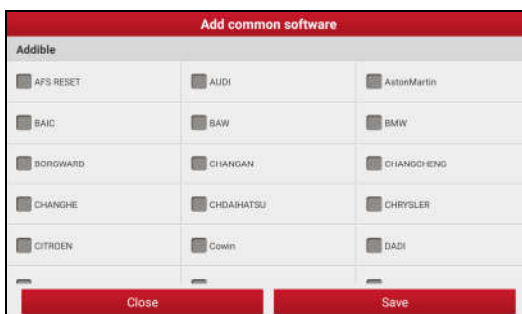 Add common software
Addible
AFS RESET AUDI AstonMartin
BAIC BAW BMW
BORGWARD CHANGAN CHANGCHENG
CHANGHE CHDAIHATSU CHRYSLER
CITROEN Cowin DADI
Close Save